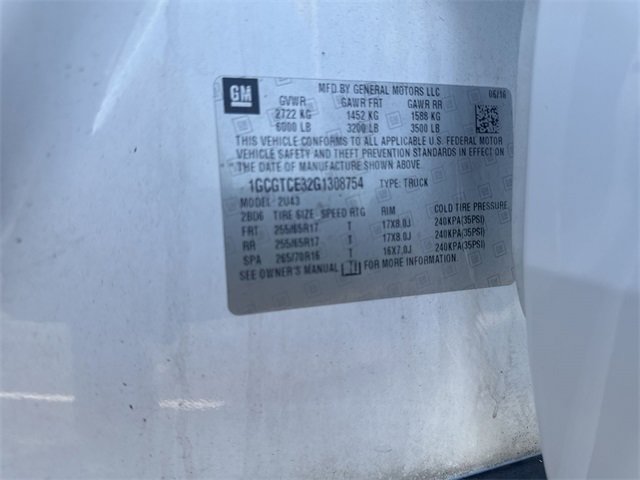 GM
MFD BY GENERAL MOTORS LLC 06/16
GVWR GAWR FRT GAWR RR
2722 KG 1452 KG 1588 KG
6000 LB 3200 LB 3500 LB
THIS VEHICLE CONFORMS TO ALL APPLICABLE U.S. FEDERAL MOTOR
VEHICLE SAFETY AND THEFT PREVENTION STANDARDS IN EFFECT ON
THE DATE OF MANUFACTURE SHOWN ABOVE.
1GCGTCE32G1308754 TYPE: TRUCK
MODEL: 2U43
2BD6 TIRE SIZE SPEED RTG RIM COLD TIRE PRESSURE
FRT 255/65R17 T 17X8.0J 240KPA(35PSI)
RR 255/65R17 T 17X8.0J 240KPA(35PSI)
SPA 265/70R16 T 16X7.0J 240KPA(35PSI)
SEE OWNER'S MANUAL FOR MORE INFORMATION.